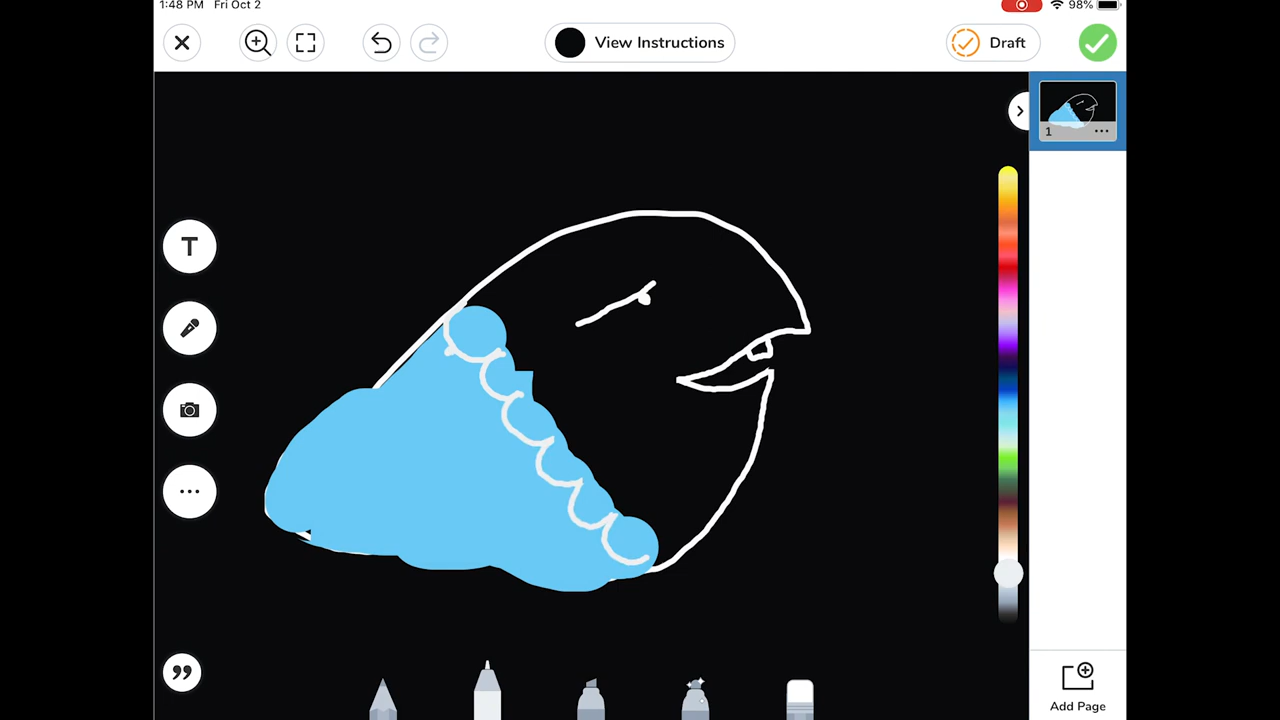 1:48 PM Fri Oct 2
98%
View Instructions
Draft
T
1
Add Page